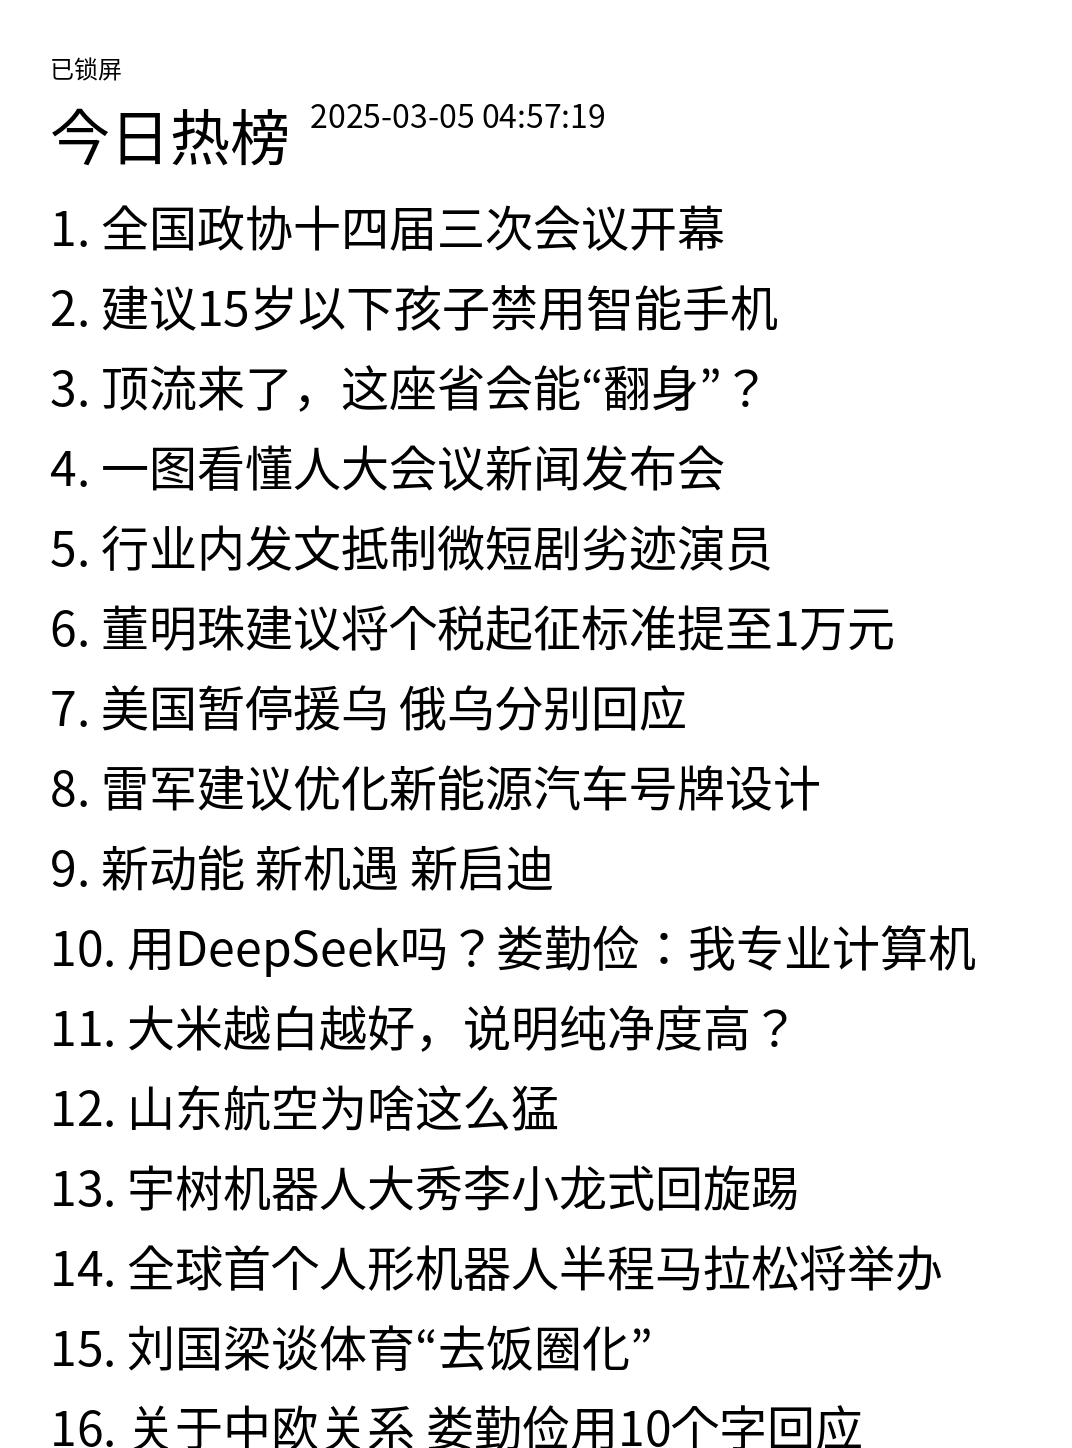 已锁屏
今日热榜 2025-03-05 04:57:19
1. 全国政协十四届三次会议开幕
2. 建议15岁以下孩子禁用智能手机
3. 顶流来了，这座省会能“翻身”？
4. 一图看懂人大会议新闻发布会
5. 行业内发文抵制微短剧劣迹演员
6. 董明珠建议将个税起征标准提至1万元
7. 美国暂停援乌 俄乌分别回应
8. 雷军建议优化新能源汽车号牌设计
9. 新动能 新机遇 新启迪
10. 用DeepSeek吗？娄勤俭：我专业计算机
11. 大米越白越好，说明纯净度高？
12. 山东航空为啥这么猛
13. 宇树机器人大秀李小龙式回旋踢
14. 全球首个人形机器人半程马拉松将举办
15. 刘国梁谈体育“去饭圈化”
16. 关于中欧关系 娄勤俭用10个字回应